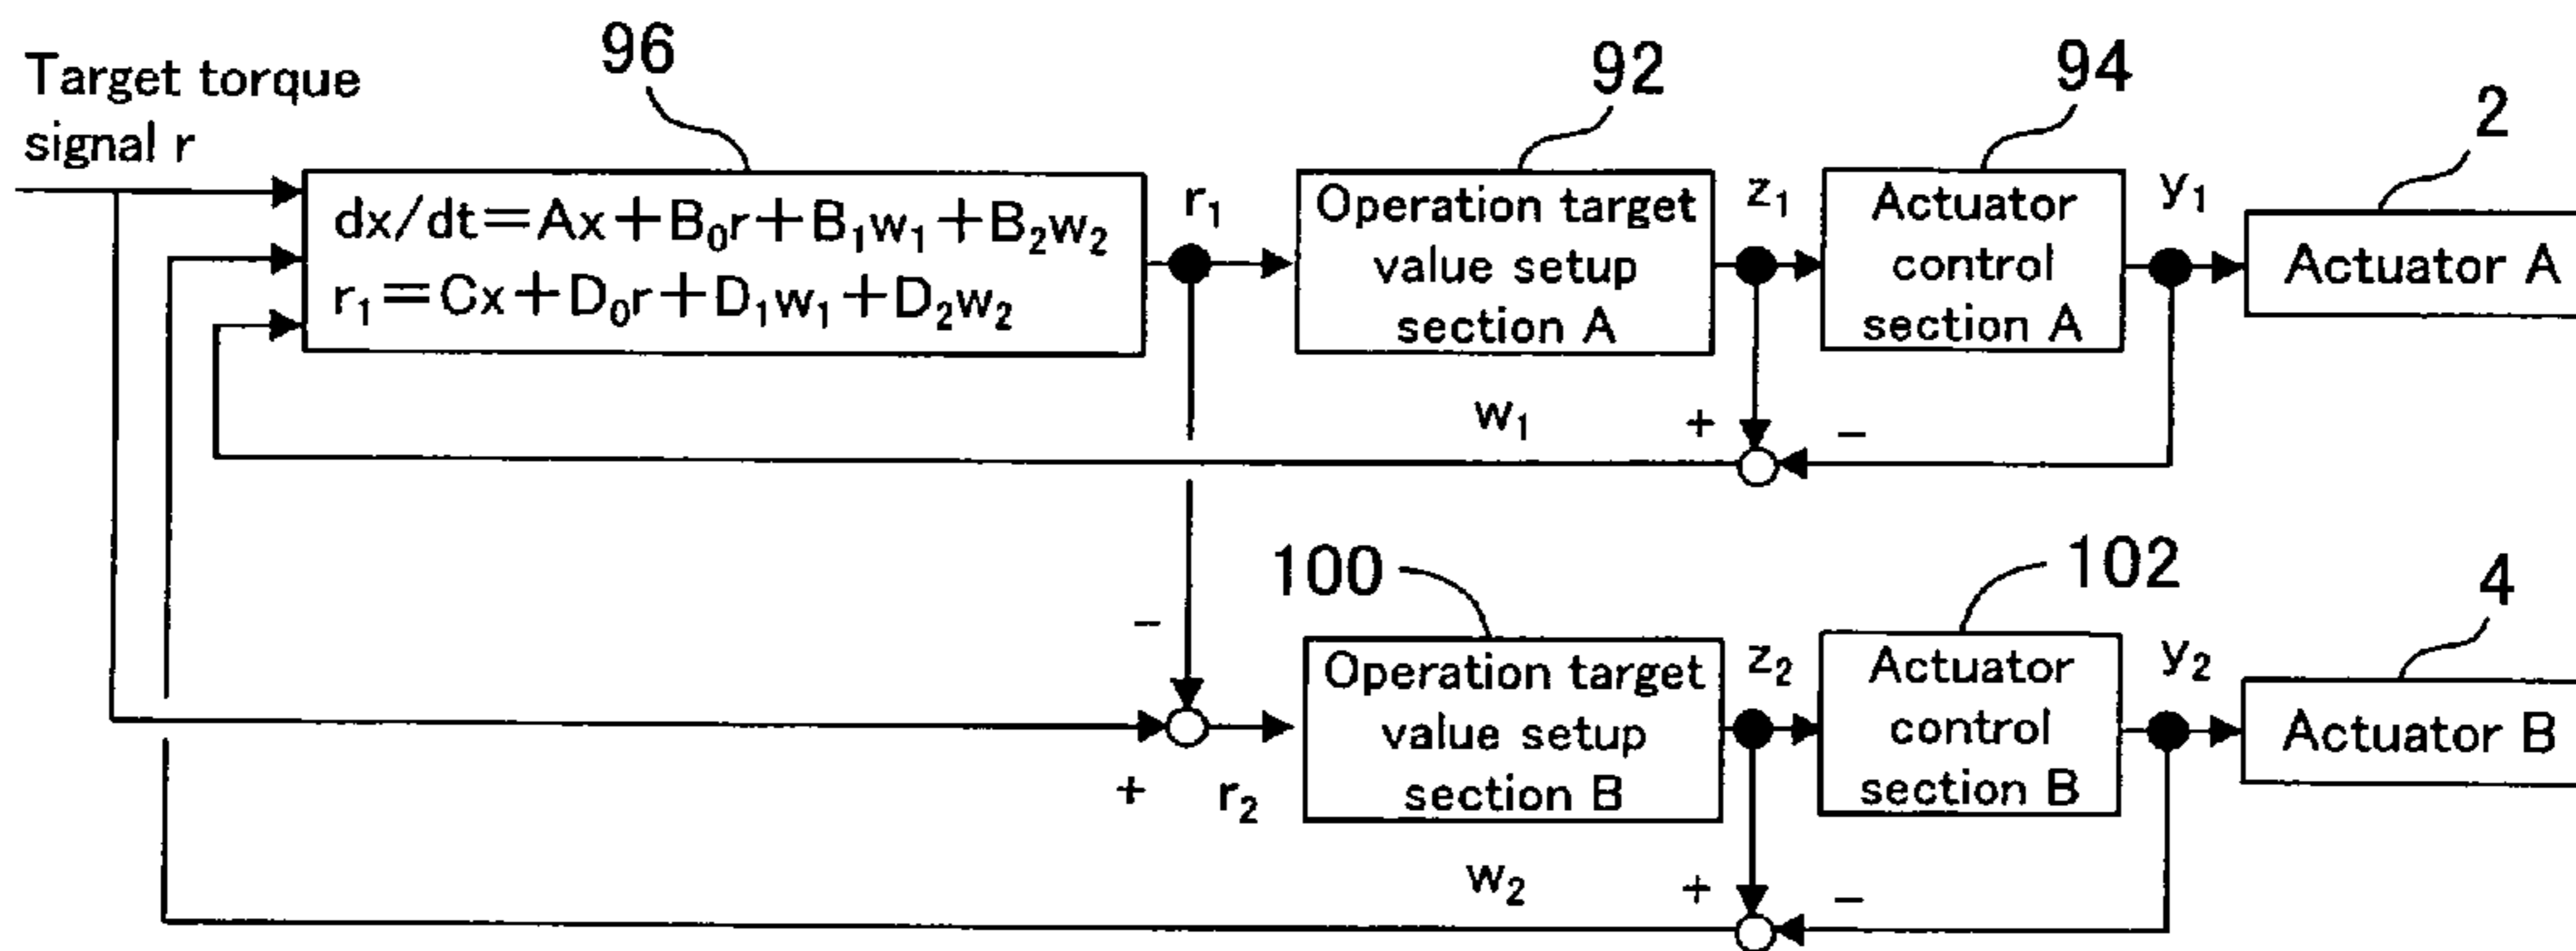 Target torque
signal r
96
dx/dt=Ax+B₀r+B₁w₁+B₂w₂
r₁=Cx+D₀r+D₁w₁+D₂w₂
r₁
92
Operation target
value setup
section A
z₁
94
Actuator
control
section A
y₁
2
Actuator A
w₁
+
−
−
+
r₂
100
Operation target
value setup
section B
z₂
102
Actuator
control
section B
y₂
4
Actuator B
w₂
+
−